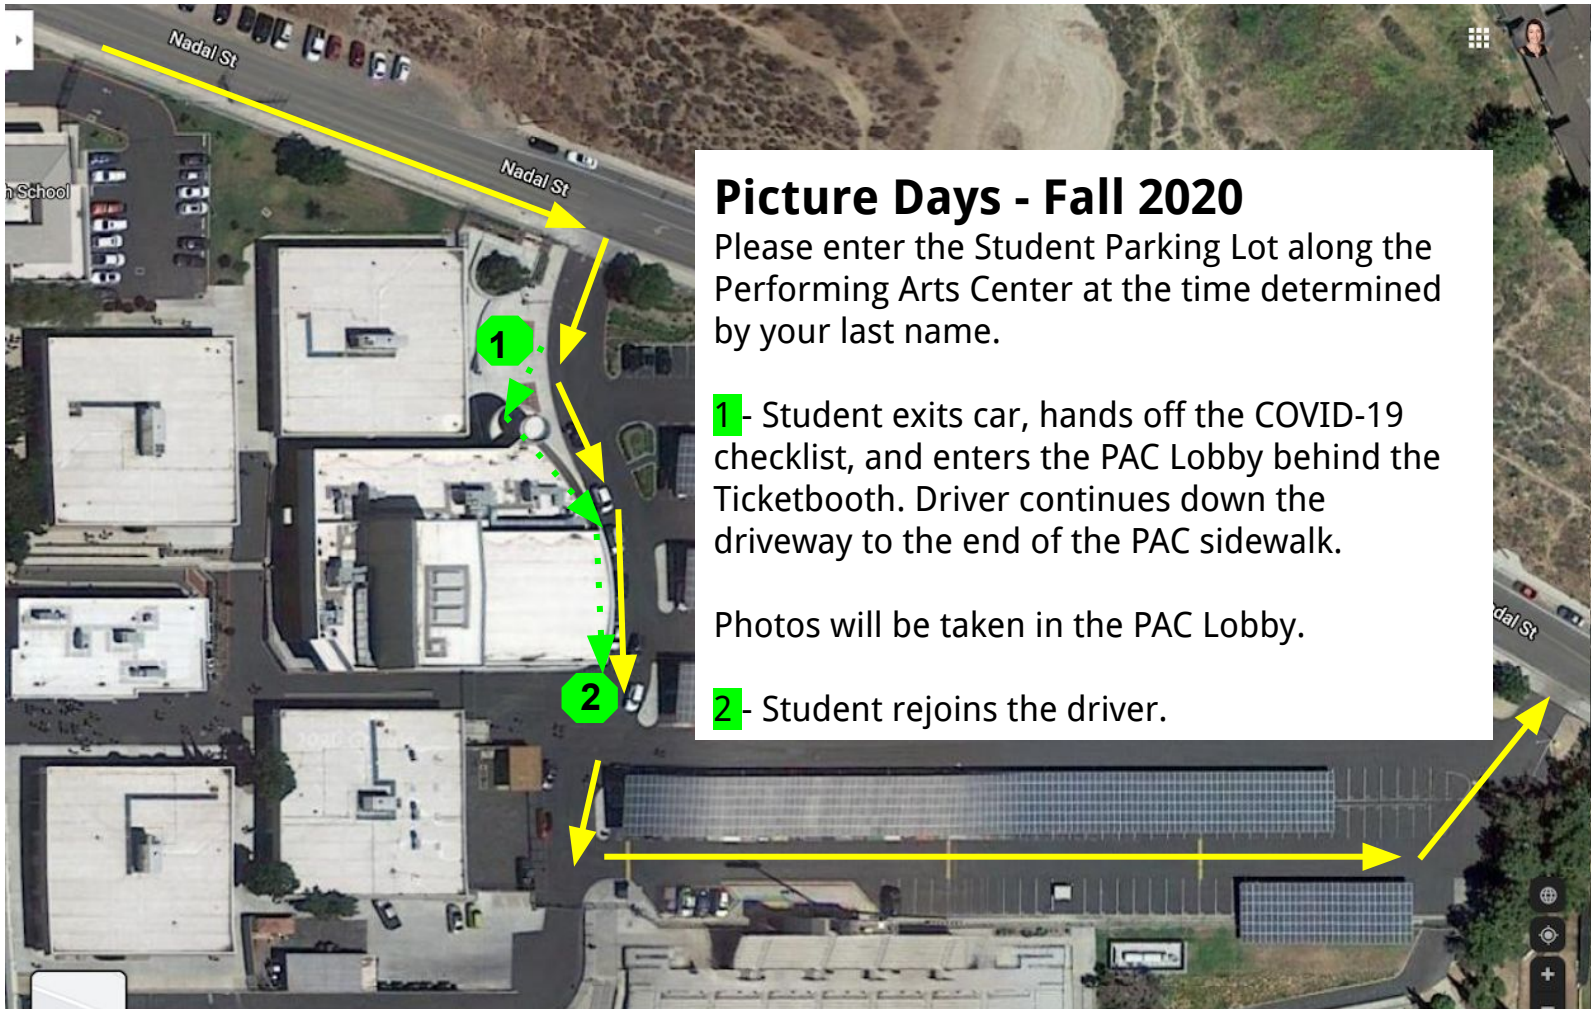 Nadal St
Nadal St
h School
Picture Days - Fall 2020
Please enter the Student Parking Lot along the
Performing Arts Center at the time determined
by your last name.
1 - Student exits car, hands off the COVID-19
checklist, and enters the PAC Lobby behind the
Ticketbooth. Driver continues down the
driveway to the end of the PAC sidewalk.
Photos will be taken in the PAC Lobby.
2 - Student rejoins the driver.
1
2
dal St